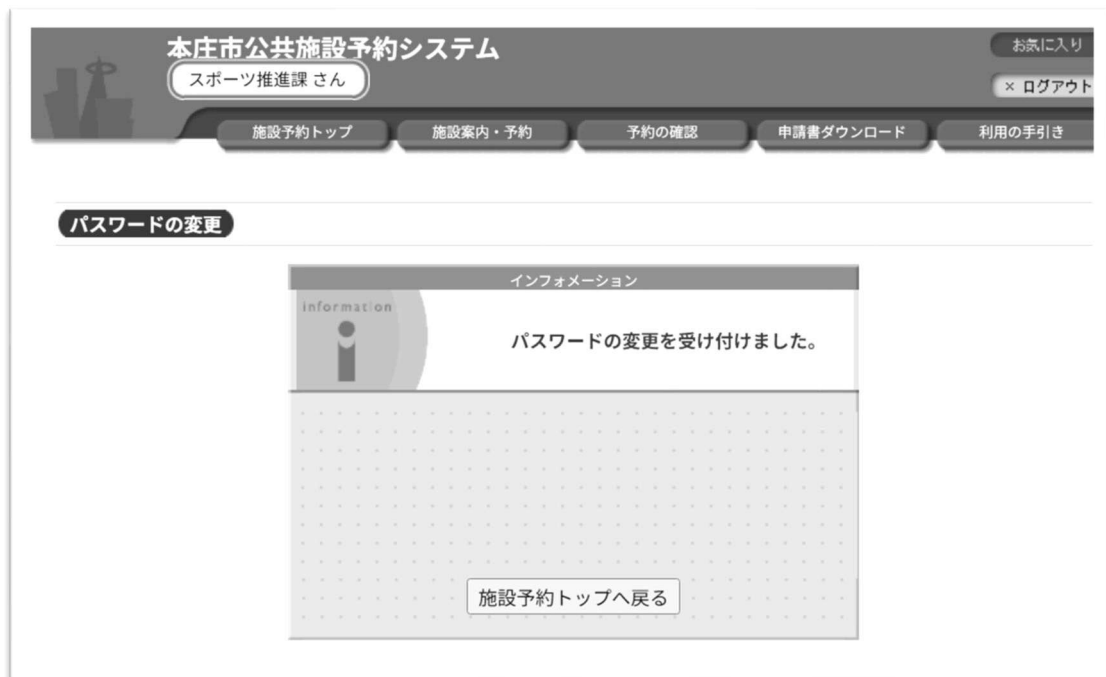 本庄市公共施設予約システム
お気に入り
スポーツ推進課 さん
× ログアウト
施設予約トップ
施設案内・予約
予約の確認
申請書ダウンロード
利用の手引き
パスワードの変更
インフォメーション
information
パスワードの変更を受け付けました。
施設予約トップへ戻る